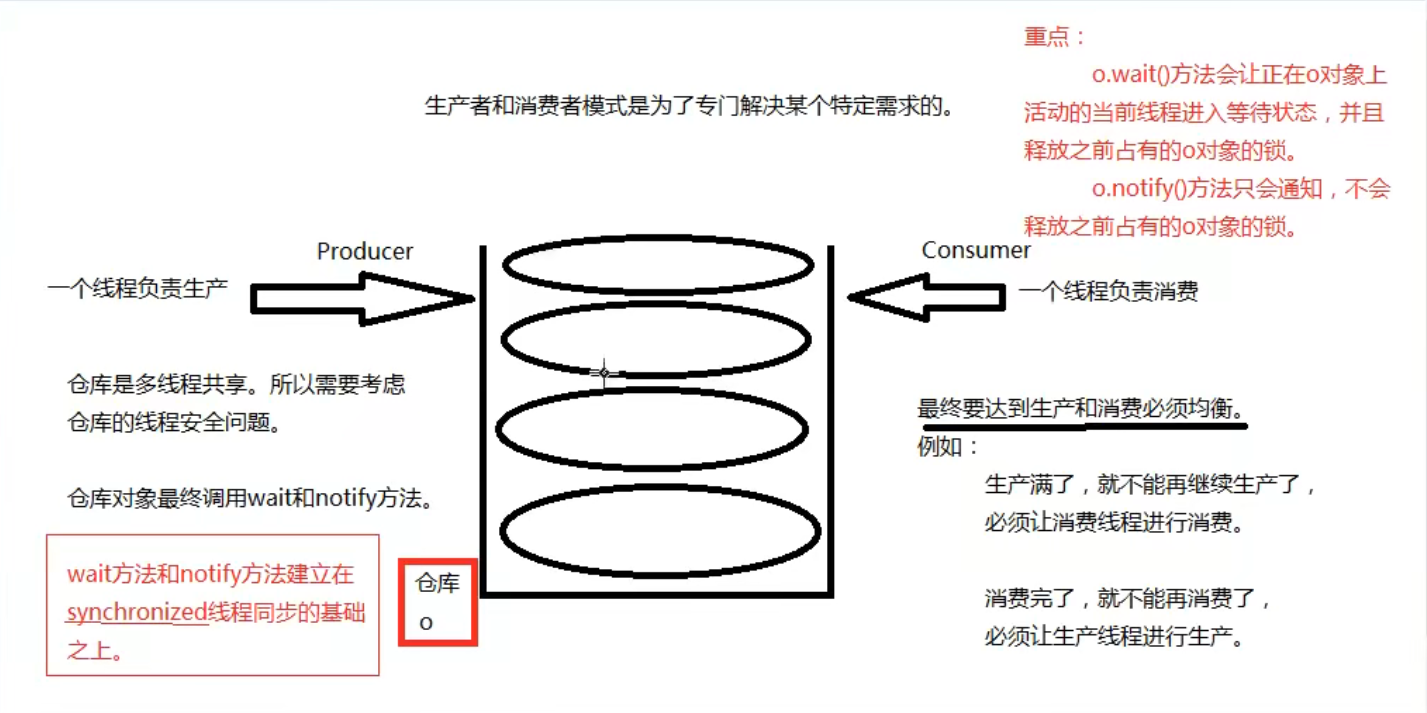 重点：
o.wait()方法会让正在o对象上
活动的当前线程进入等待状态，并且
释放之前占有的o对象的锁。
o.notify()方法只会通知，不会
释放之前占有的o对象的锁。
生产者和消费者模式是为了专门解决某个特定需求的。
Producer
一个线程负责生产
Consumer
一个线程负责消费
仓库是多线程共享。所以需要考虑
仓库的线程安全问题。
仓库对象最终调用wait和notify方法。
wait方法和notify方法建立在
synchronized线程同步的基础
之上。
仓库
o
最终要达到生产和消费必须均衡。
例如：
生产满了，就不能再继续生产了，
必须让消费线程进行消费。
消费完了，就不能再消费了，
必须让生产线程进行生产。